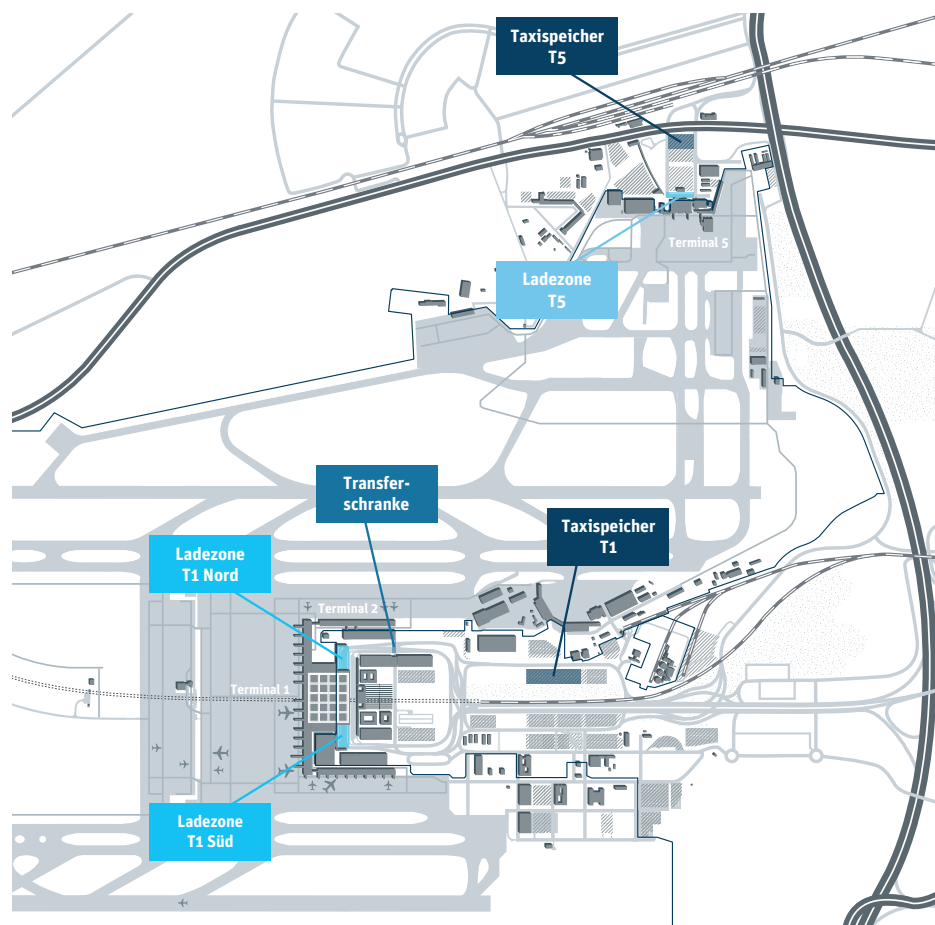 Taxispeicher
T5
Terminal 5
Ladezone
T5
Transfer-
schranke
Taxispeicher
T1
Ladezone
T1 Nord
Terminal 2
Terminal 1
Ladezone
T1 Süd